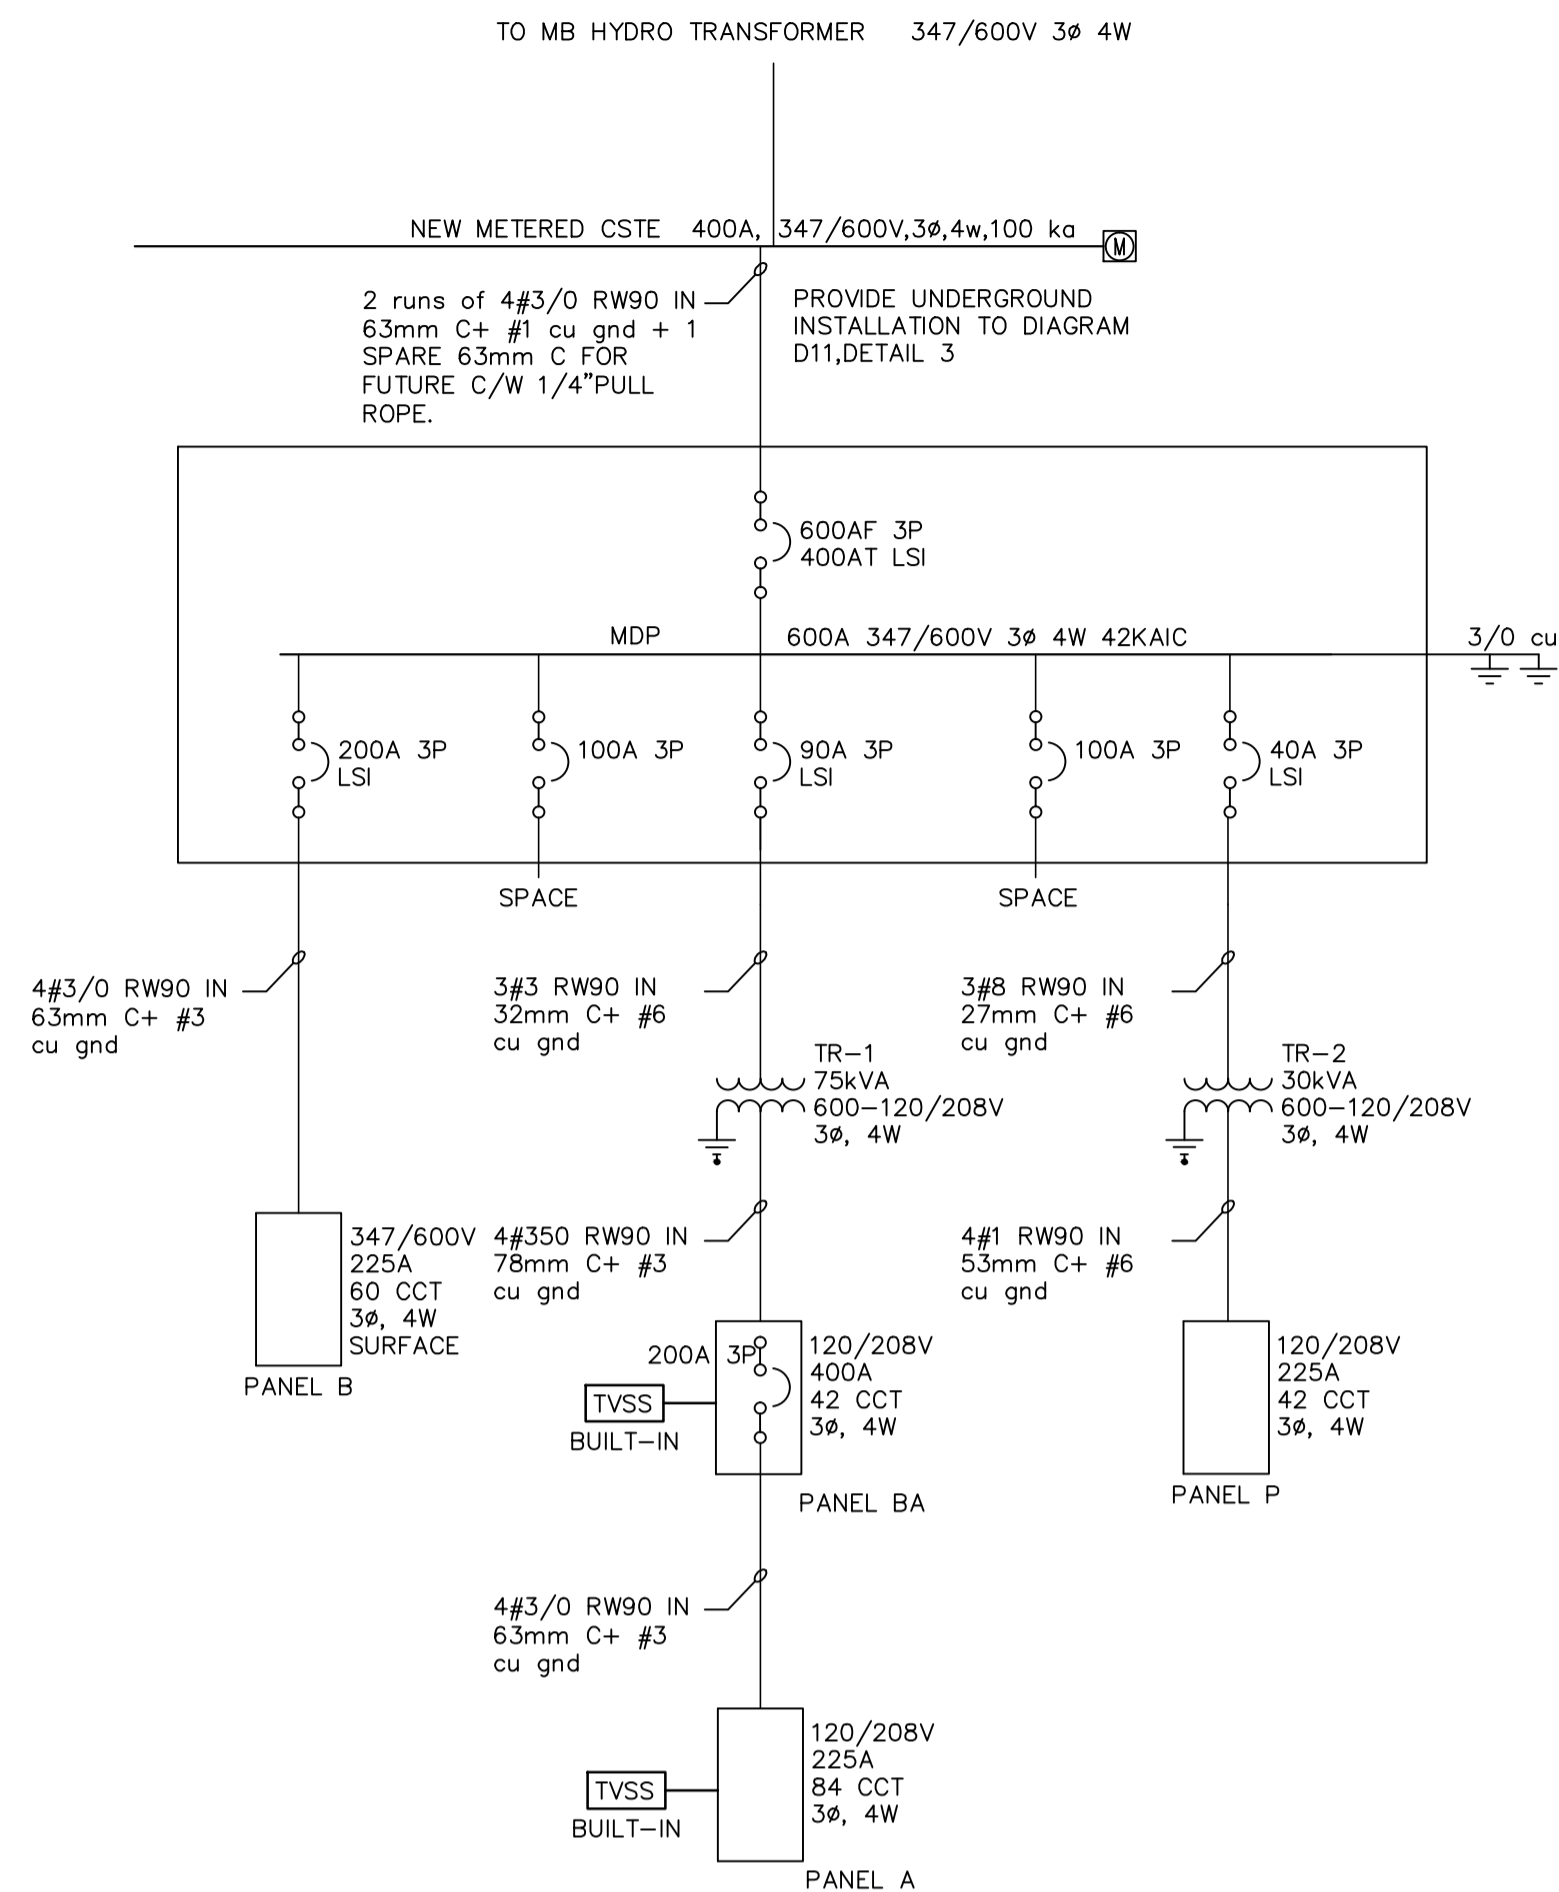 TO MB HYDRO TRANSFORMER 347/600V 3ø 4W
NEW METERED CSTE 400A, 347/600V,3ø,4w,100 ka
M
2 runs of 4#3/0 RW90 IN
63mm C+ #1 cu gnd + 1
SPARE 63mm C FOR
FUTURE C/W 1/4”PULL
ROPE.
PROVIDE UNDERGROUND
INSTALLATION TO DIAGRAM
D11,DETAIL 3
600AF 3P
400AT LSI
MDP
600A 347/600V 3ø 4W 42KAIC
3/0 cu
200A 3P
LSI
100A 3P
90A 3P
LSI
100A 3P
40A 3P
LSI
SPACE
SPACE
4#3/0 RW90 IN
63mm C+ #3
cu gnd
3#3 RW90 IN
32mm C+ #6
cu gnd
3#8 RW90 IN
27mm C+ #6
cu gnd
TR-1
75kVA
600-120/208V
3ø, 4W
TR-2
30kVA
600-120/208V
3ø, 4W
347/600V
225A
60 CCT
3ø, 4W
SURFACE
PANEL B
4#350 RW90 IN
78mm C+ #3
cu gnd
4#1 RW90 IN
53mm C+ #6
cu gnd
200A 3P
TVSS
BUILT-IN
120/208V
400A
42 CCT
3ø, 4W
PANEL BA
120/208V
225A
42 CCT
3ø, 4W
PANEL P
4#3/0 RW90 IN
63mm C+ #3
cu gnd
TVSS
BUILT-IN
120/208V
225A
84 CCT
3ø, 4W
PANEL A